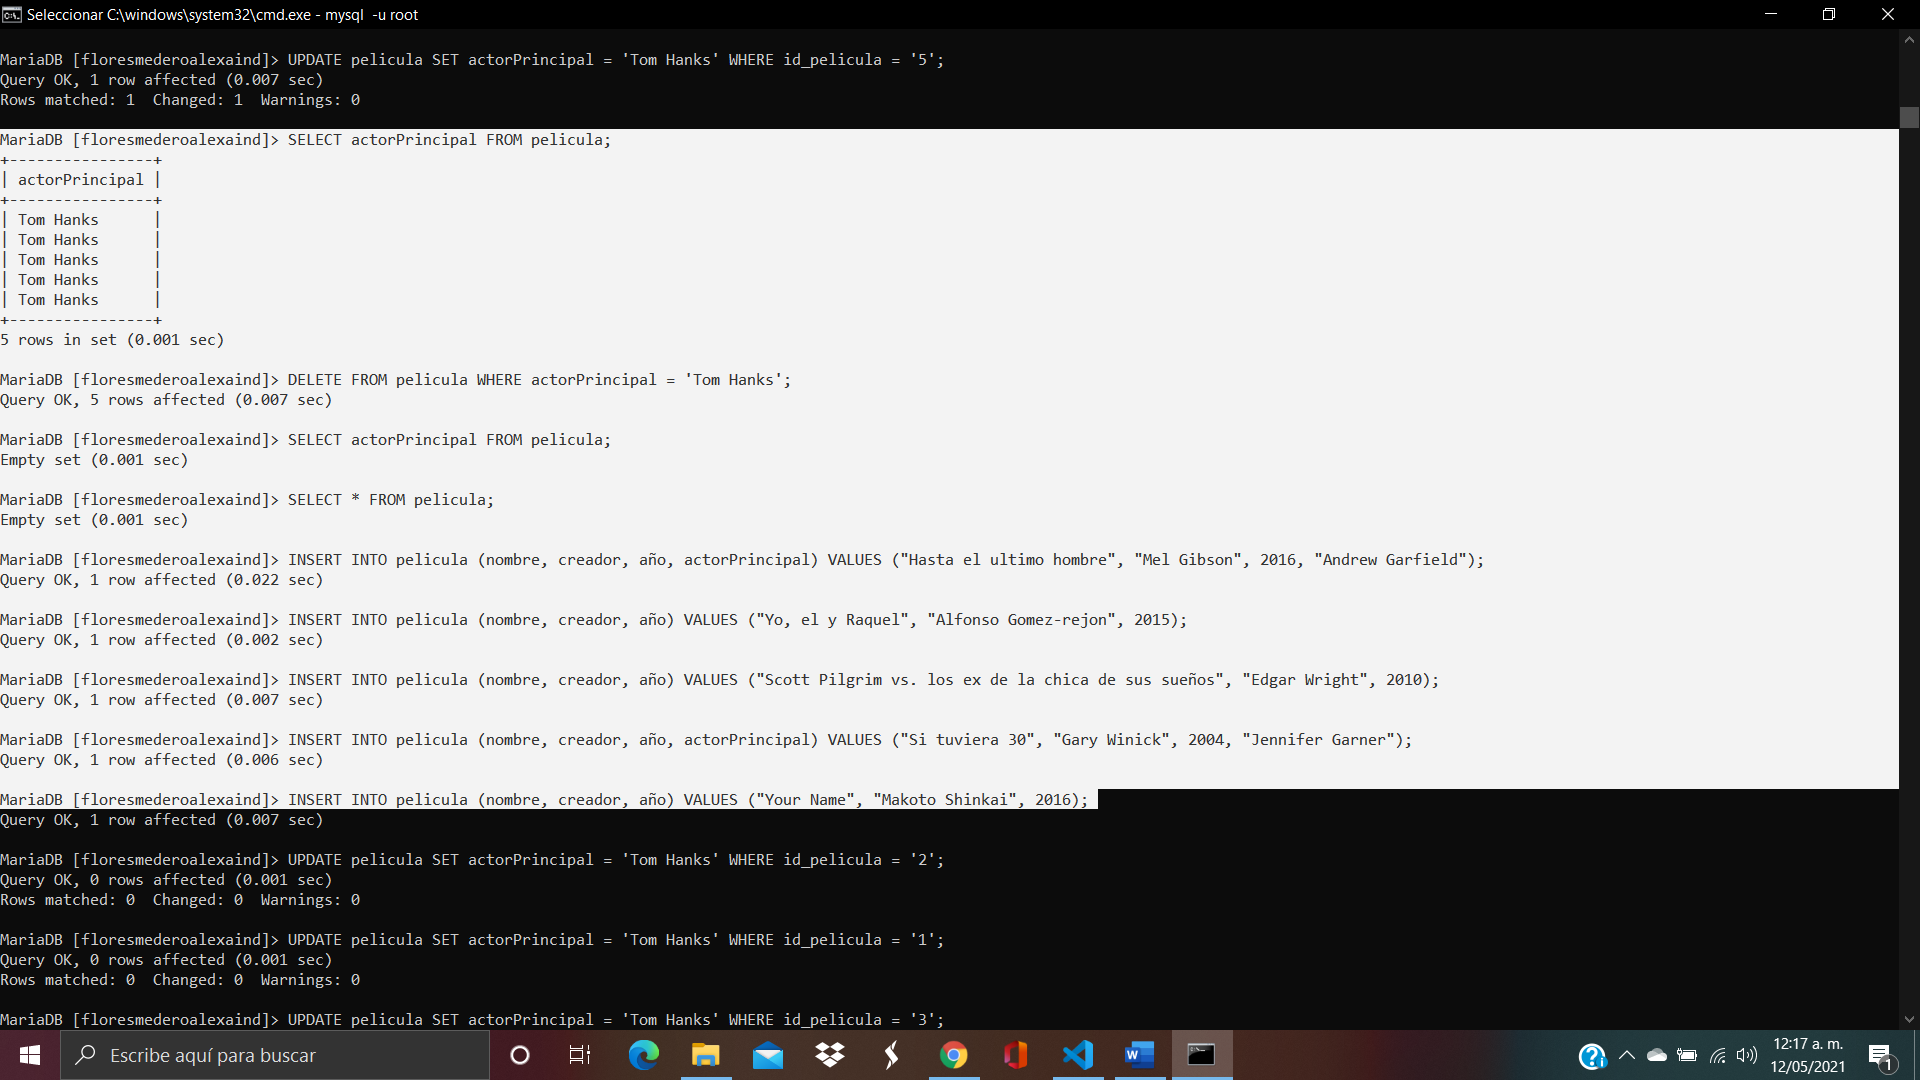 Seleccionar C:\windows\system32\cmd.exe - mysql  -u root
MariaDB [floresmederoalexaind]> UPDATE pelicula SET actorPrincipal = 'Tom Hanks' WHERE id_pelicula = '5';
Query OK, 1 row affected (0.007 sec)
Rows matched: 1  Changed: 1  Warnings: 0
MariaDB [floresmederoalexaind]> SELECT actorPrincipal FROM pelicula;
+----------------+
| actorPrincipal |
+----------------+
| Tom Hanks      |
| Tom Hanks      |
| Tom Hanks      |
| Tom Hanks      |
| Tom Hanks      |
+----------------+
5 rows in set (0.001 sec)
MariaDB [floresmederoalexaind]> DELETE FROM pelicula WHERE actorPrincipal = 'Tom Hanks';
Query OK, 5 rows affected (0.007 sec)
MariaDB [floresmederoalexaind]> SELECT actorPrincipal FROM pelicula;
Empty set (0.001 sec)
MariaDB [floresmederoalexaind]> SELECT * FROM pelicula;
Empty set (0.001 sec)
MariaDB [floresmederoalexaind]> INSERT INTO pelicula (nombre, creador, año, actorPrincipal) VALUES ("Hasta el ultimo hombre", "Mel Gibson", 2016, "Andrew Garfield");
Query OK, 1 row affected (0.022 sec)
MariaDB [floresmederoalexaind]> INSERT INTO pelicula (nombre, creador, año) VALUES ("Yo, el y Raquel", "Alfonso Gomez-rejon", 2015);
Query OK, 1 row affected (0.002 sec)
MariaDB [floresmederoalexaind]> INSERT INTO pelicula (nombre, creador, año) VALUES ("Scott Pilgrim vs. los ex de la chica de sus sueños", "Edgar Wright", 2010);
Query OK, 1 row affected (0.007 sec)
MariaDB [floresmederoalexaind]> INSERT INTO pelicula (nombre, creador, año, actorPrincipal) VALUES ("Si tuviera 30", "Gary Winick", 2004, "Jennifer Garner");
Query OK, 1 row affected (0.006 sec)
MariaDB [floresmederoalexaind]> INSERT INTO pelicula (nombre, creador, año) VALUES ("Your Name", "Makoto Shinkai", 2016);
Query OK, 1 row affected (0.007 sec)
MariaDB [floresmederoalexaind]> UPDATE pelicula SET actorPrincipal = 'Tom Hanks' WHERE id_pelicula = '2';
Query OK, 0 rows affected (0.001 sec)
Rows matched: 0  Changed: 0  Warnings: 0
MariaDB [floresmederoalexaind]> UPDATE pelicula SET actorPrincipal = 'Tom Hanks' WHERE id_pelicula = '1';
Query OK, 0 rows affected (0.001 sec)
Rows matched: 0  Changed: 0  Warnings: 0
MariaDB [floresmederoalexaind]> UPDATE pelicula SET actorPrincipal = 'Tom Hanks' WHERE id_pelicula = '3';
Escribe aquí para buscar
12:17 a. m.
12/05/2021
1